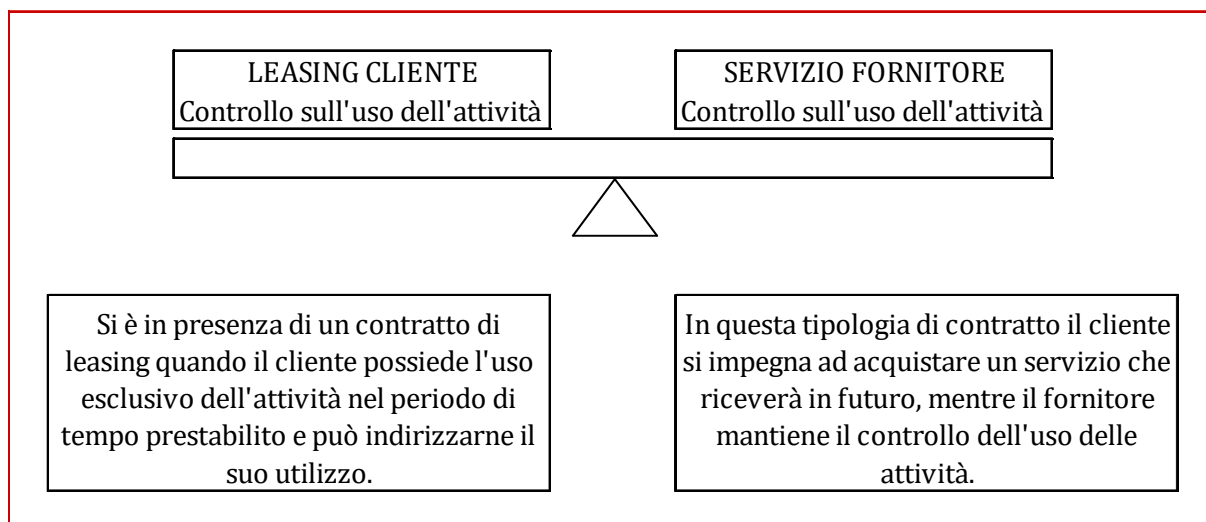 LEASING CLIENTE
Controllo sull'uso dell'attività
SERVIZIO FORNITORE
Controllo sull'uso dell'attività
Si è in presenza di un contratto di
leasing quando il cliente possiede l'uso
esclusivo dell'attività nel periodo di
tempo prestabilito e può indirizzarne il
suo utilizzo.
In questa tipologia di contratto il cliente
si impegna ad acquistare un servizio che
riceverà in futuro, mentre il fornitore
mantiene il controllo dell'uso delle
attività.